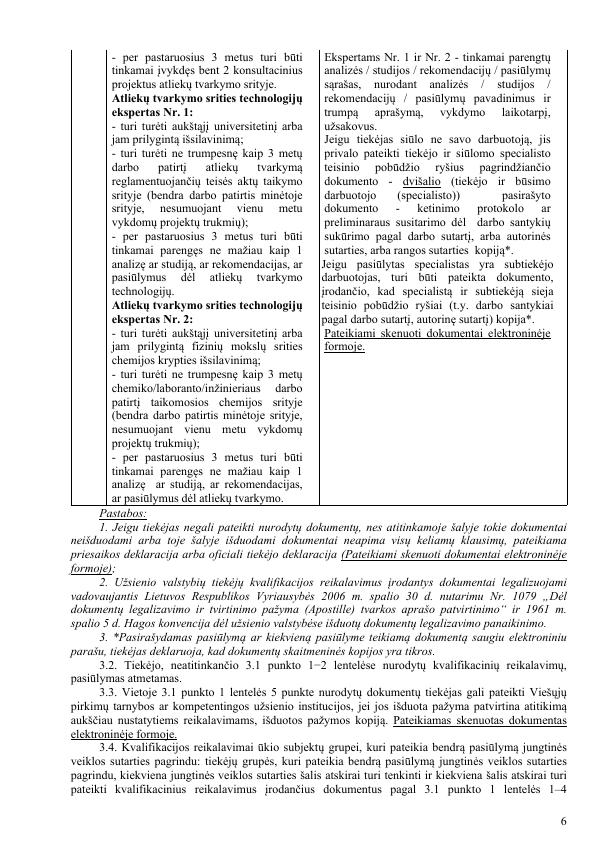 - per pastaruosius 3 metus turi būti
tinkamai įvykdęs bent 2 konsultacinius
projektus atliekų tvarkymo srityje.
Atliekų tvarkymo srities technologijų
ekspertas Nr. 1:
- turi turėti aukštąjį universitetinį arba
jam prilygintą išsilavinimą;
- turi turėti ne trumpesnę kaip 3 metų
darbo patirtį atliekų tvarkymą
reglamentuojančių teisės aktų taikymo
srityje (bendra darbo patirtis minėtoje
srityje, nesumuojant vienu metu
vykdomų projektų trukmių);
- per pastaruosius 3 metus turi būti
tinkamai parengęs ne mažiau kaip 1
analizę ar studiją, ar rekomendacijas, ar
pasiūlymus dėl atliekų tvarkymo
technologijų.
Atliekų tvarkymo srities technologijų
ekspertas Nr. 2:
- turi turėti aukštąjį universitetinį arba
jam prilygintą fizinių mokslų srities
chemijos krypties išsilavinimą;
- turi turėti ne trumpesnę kaip 3 metų
chemiko/laboranto/inžinieriaus darbo
patirtį taikomosios chemijos srityje
(bendra darbo patirtis minėtoje srityje,
nesumuojant vienu metu vykdomų
projektų trukmių);
- per pastaruosius 3 metus turi būti
tinkamai parengęs ne mažiau kaip 1
analizę ar studiją, ar rekomendacijas,
ar pasiūlymus dėl atliekų tvarkymo.
Ekspertams Nr. 1 ir Nr. 2 - tinkamai parengtų
analizės / studijos / rekomendacijų / pasiūlymų
sąrašas, nurodant analizės / studijos /
rekomendacijų / pasiūlymų pavadinimus ir
trumpą aprašymą, vykdymo laikotarpį,
užsakovus.
Jeigu tiekėjas siūlo ne savo darbuotoją, jis
privalo pateikti tiekėjo ir siūlomo specialisto
teisinio pobūdžio ryšius pagrindžiančio
dokumento - dvišalio (tiekėjo ir būsimo
darbuotojo (specialisto)) pasirašyto
dokumento - ketinimo protokolo ar
preliminaraus susitarimo dėl darbo santykių
sukūrimo pagal darbo sutartį, arba autorinės
sutarties, arba rangos sutarties kopiją*.
Jeigu pasiūlytas specialistas yra subtiekėjo
darbuotojas, turi būti pateikta dokumento,
įrodančio, kad specialistą ir subtiekėją sieja
teisinio pobūdžio ryšiai (t.y. darbo santykiai
pagal darbo sutartį, autorinę sutartį) kopija*.
Pateikiami skenuoti dokumentai elektroninėje
formoje.
Pastabos:
1. Jeigu tiekėjas negali pateikti nurodytų dokumentų, nes atitinkamoje šalyje tokie dokumentai
neišduodami arba toje šalyje išduodami dokumentai neapima visų keliamų klausimų, pateikiama
priesaikos deklaracija arba oficiali tiekėjo deklaracija (Pateikiami skenuoti dokumentai elektroninėje
formoje);
2. Užsienio valstybių tiekėjų kvalifikacijos reikalavimus įrodantys dokumentai legalizuojami
vadovaujantis Lietuvos Respublikos Vyriausybės 2006 m. spalio 30 d. nutarimu Nr. 1079 „Dėl
dokumentų legalizavimo ir tvirtinimo pažyma (Apostille) tvarkos aprašo patvirtinimo“ ir 1961 m.
spalio 5 d. Hagos konvencija dėl užsienio valstybėse išduotų dokumentų legalizavimo panaikinimo.
3. *Pasirašydamas pasiūlymą ar kiekvieną pasiūlyme teikiamą dokumentą saugiu elektroniniu
parašu, tiekėjas deklaruoja, kad dokumentų skaitmeninės kopijos yra tikros.
3.2. Tiekėjo, neatitinkančio 3.1 punkto 1−2 lentelėse nurodytų kvalifikacinių reikalavimų,
pasiūlymas atmetamas.
3.3. Vietoje 3.1 punkto 1 lentelės 5 punkte nurodytų dokumentų tiekėjas gali pateikti Viešųjų
pirkimų tarnybos ar kompetentingos užsienio institucijos, jei jos išduota pažyma patvirtina atitikimą
aukščiau nustatytiems reikalavimams, išduotos pažymos kopiją. Pateikiamas skenuotas dokumentas
elektroninėje formoje.
3.4. Kvalifikacijos reikalavimai ūkio subjektų grupei, kuri pateikia bendrą pasiūlymą jungtinės
veiklos sutarties pagrindu: tiekėjų grupės, kuri pateikia bendrą pasiūlymą jungtinės veiklos sutarties
pagrindu, kiekviena jungtinės veiklos sutarties šalis atskirai turi tenkinti ir kiekviena šalis atskirai turi
pateikti kvalifikacinius reikalavimus įrodančius dokumentus pagal 3.1 punkto 1 lentelės 1–4
6